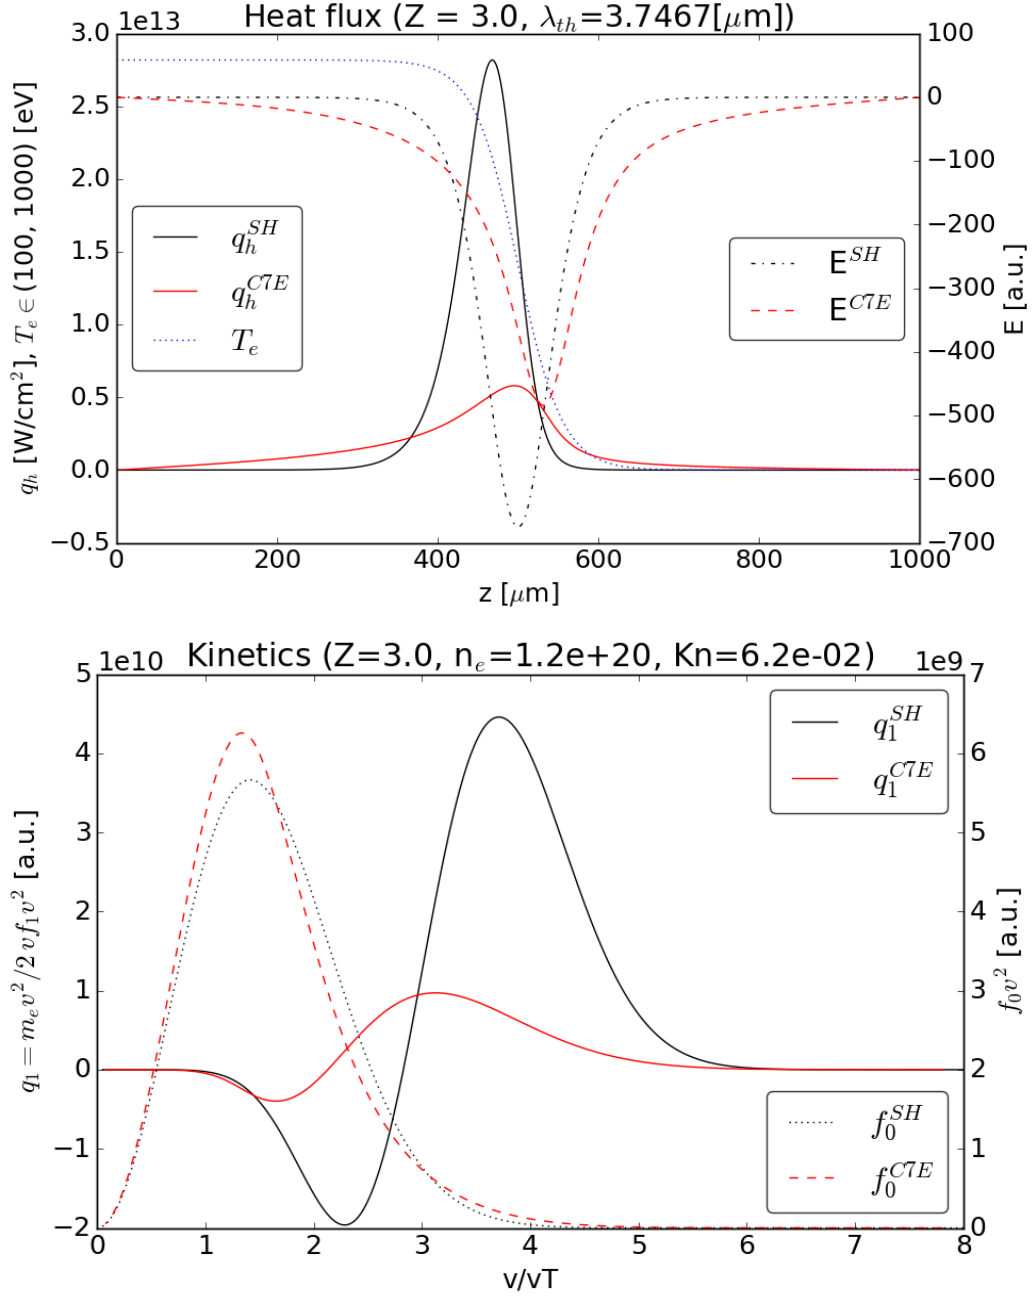 Heat flux (Z = 3.0, λ_th=3.7467[μm])
1e13
3.0
2.5
2.0
1.5
1.0
0.5
0.0
−0.5
q_h [W/cm²], T_e ∈ (100, 1000) [eV]
q_h^SH
q_h^C7E
T_e
E^SH
E^C7E
100
0
−100
−200
−300
−400
−500
−600
−700
E [a.u.]
0 200 400 600 800 1000
z [μm]
Kinetics (Z=3.0, n_e=1.2e+20, Kn=6.2e-02)
1e10
1e9
5
4
3
2
1
0
−1
−2
q_1 = m_e v²/2 v f_1 v² [a.u.]
q_1^SH
q_1^C7E
f_0^SH
f_0^C7E
7
6
5
4
3
2
1
0
f_0 v² [a.u.]
0 1 2 3 4 5 6 7 8
v/vT